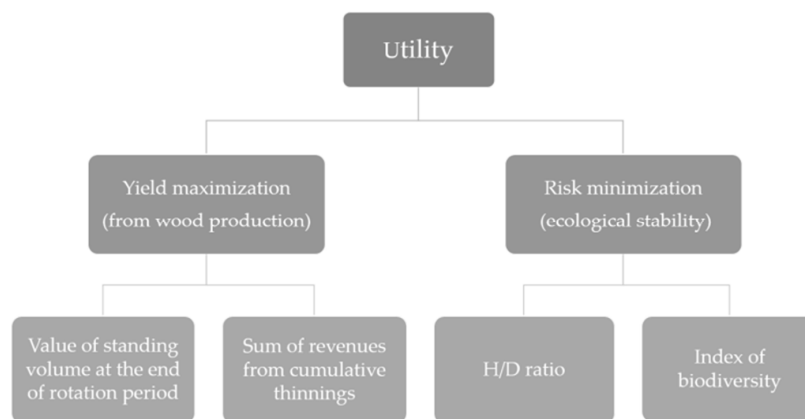 Utility
Yield maximization
(from wood production)
Risk minimization
(ecological stability)
Value of standing
volume at the end
of rotation period
Sum of revenues
from cumulative
thinnings
H/D ratio
Index of
biodiversity